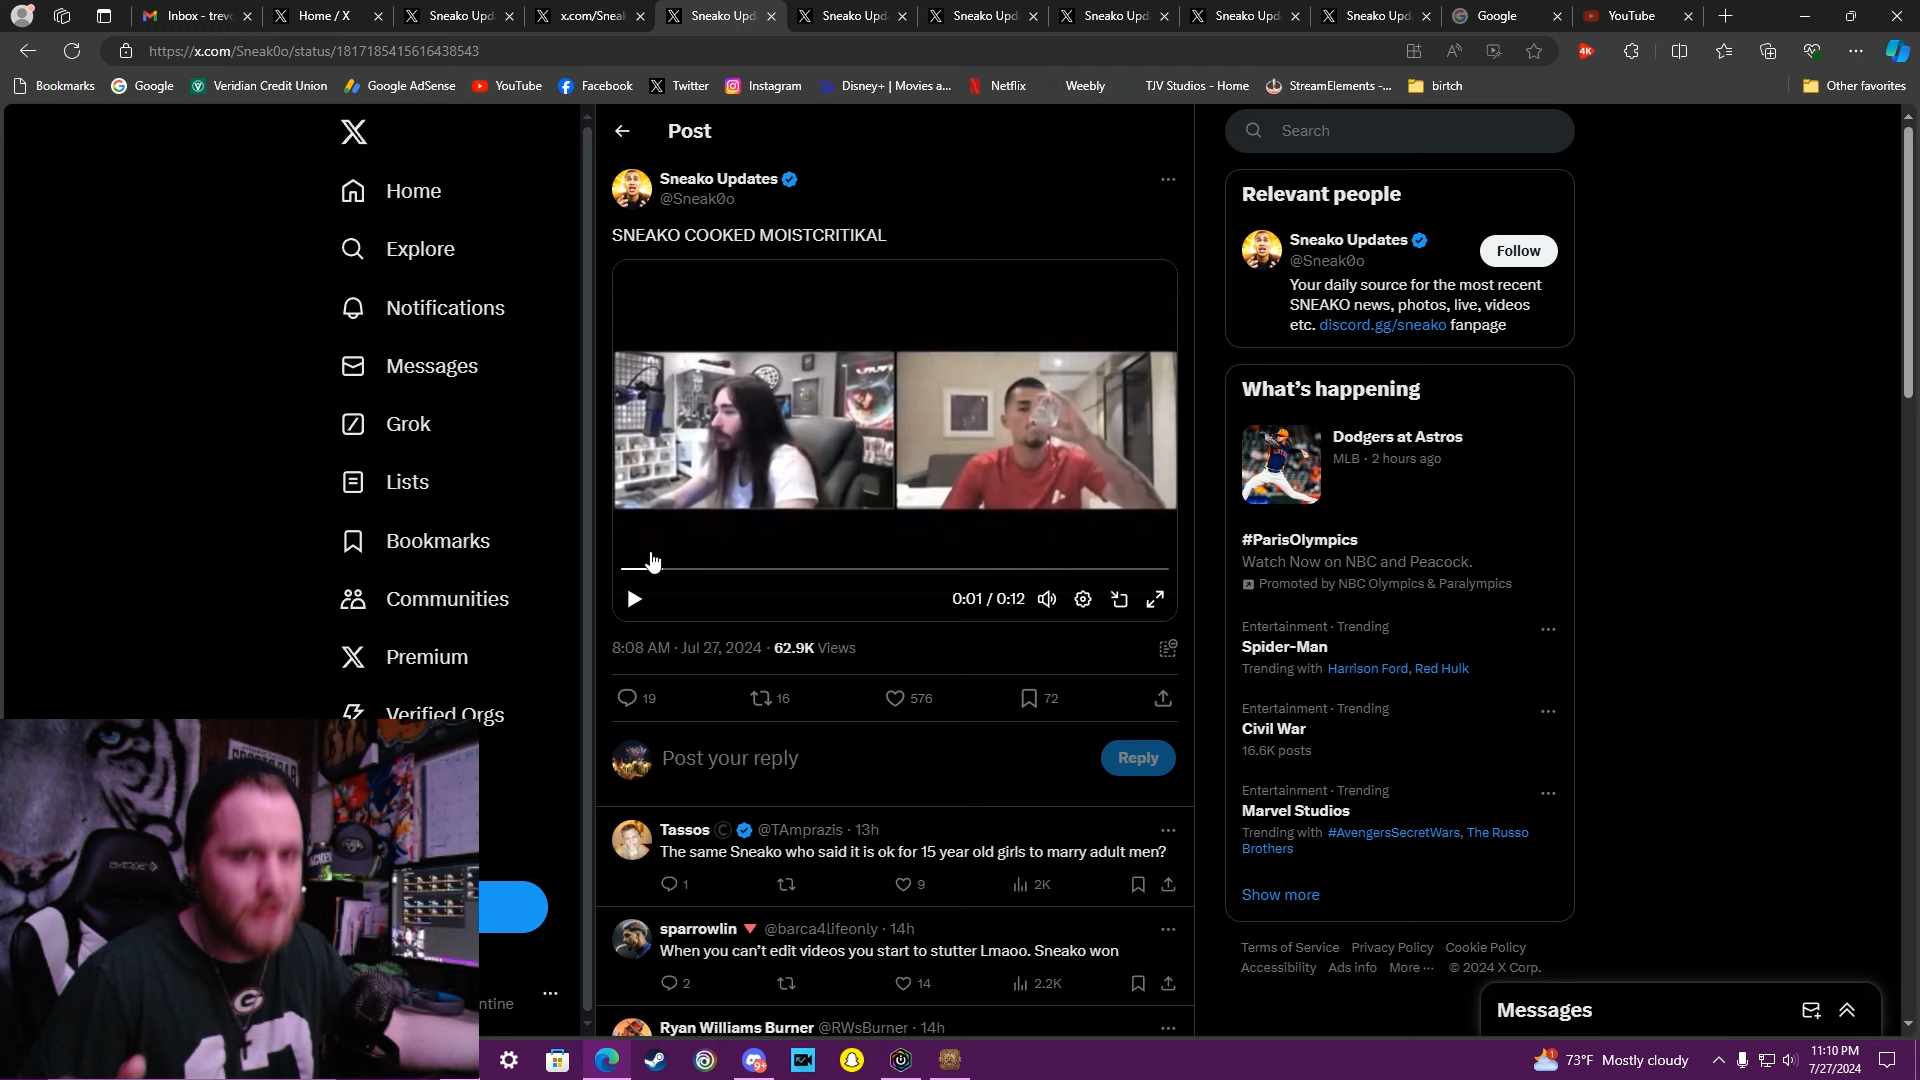 Inbox - trevo
Home / X
Sneako Upda
x.com/Sneak
Sneako Upda
Sneako Upda
Sneako Upda
Sneako Upda
Sneako Upda
Sneako Upda
Google
YouTube
https://x.com/Sneak0o/status/1817185415616438543
Bookmarks
Google
Veridian Credit Union
Google AdSense
YouTube
Facebook
Twitter
Instagram
Disney+ | Movies a...
Netflix
Weebly
TJV Studios - Home
StreamElements -...
birtch
Other favorites
Home
Explore
Notifications
Messages
Grok
Lists
Bookmarks
Communities
Premium
Verified Orgs
ntine
Post
Sneako Updates
@Sneak0o
SNEAKO COOKED MOISTCRITIKAL
0:01 / 0:12
8:08 AM · Jul 27, 2024 · 62.9K Views
19
16
576
72
Post your reply
Reply
Tassos @TAmprazis · 13h
The same Sneako who said it is ok for 15 year old girls to marry adult men?
1
9
2K
sparrowlin @barca4lifeonly · 14h
When you can't edit videos you start to stutter Lmaoo. Sneako won
2
14
2.2K
Ryan Williams Burner @RWsBurner · 14h
Search
Relevant people
Sneako Updates
@Sneak0o
Follow
Your daily source for the most recent
SNEAKO news, photos, live, videos
etc. discord.gg/sneako fanpage
What's happening
Dodgers at Astros
MLB · 2 hours ago
#ParisOlympics
Watch Now on NBC and Peacock.
Promoted by NBC Olympics & Paralympics
Entertainment · Trending
Spider-Man
Trending with Harrison Ford, Red Hulk
Entertainment · Trending
Civil War
16.6K posts
Entertainment · Trending
Marvel Studios
Trending with #AvengersSecretWars, The Russo
Brothers
Show more
Terms of Service Privacy Policy Cookie Policy
Accessibility Ads info More ··· © 2024 X Corp.
Messages
73°F Mostly cloudy
11:10 PM
7/27/2024